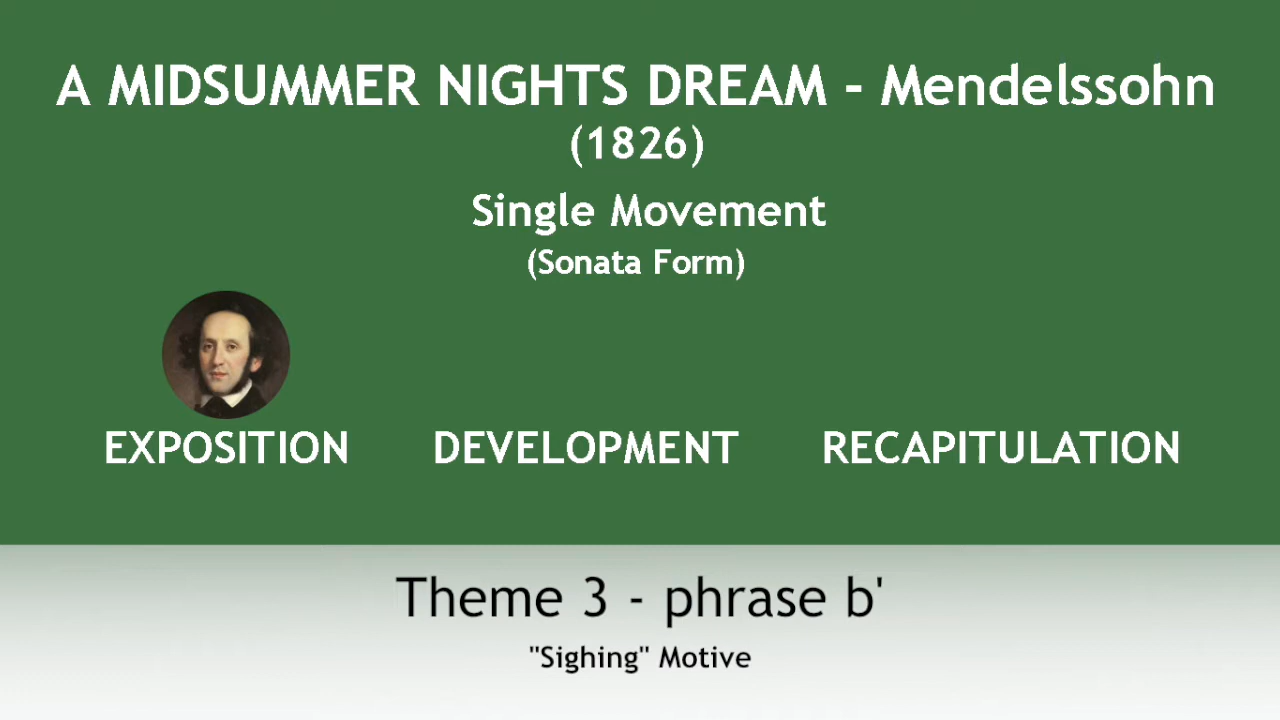 A MIDSUMMER NIGHTS DREAM - Mendelssohn
(1826)
Single Movement
(Sonata Form)
EXPOSITION DEVELOPMENT RECAPITULATION
Theme 3 - phrase b'
"Sighing" Motive